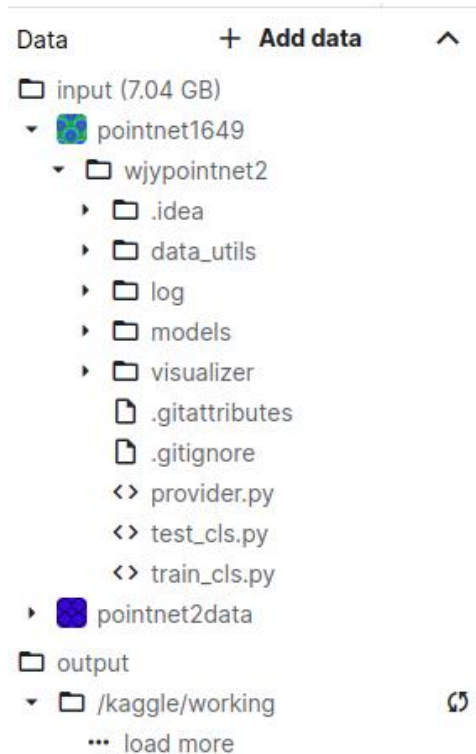 Data + Add data
input (7.04 GB)
pointnet1649
wjypointnet2
.idea
data_utils
log
models
visualizer
.gitattributes
.gitignore
<> provider.py
<> test_cls.py
<> train_cls.py
pointnet2data
output
/kaggle/working
••• load more